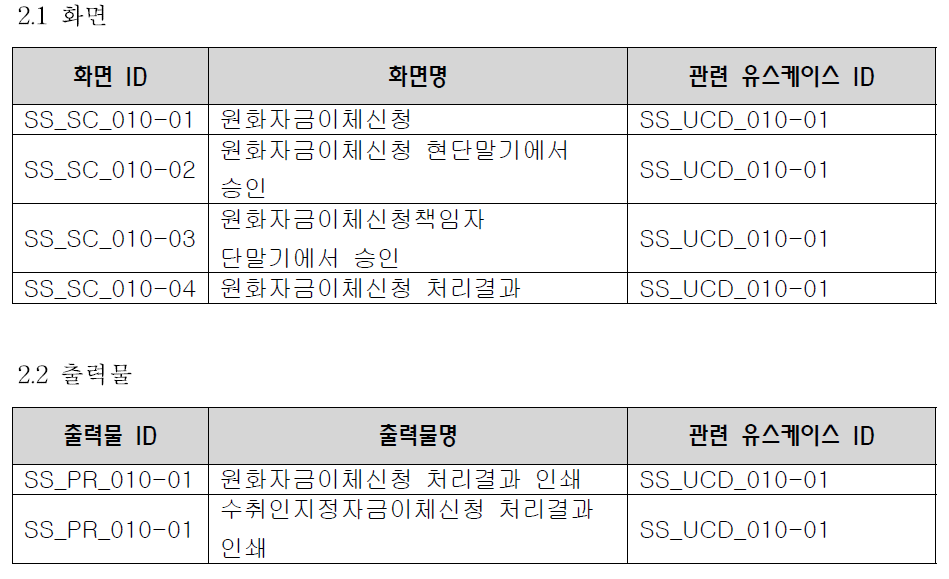 2.1 화면
화면 ID 화면명 관련 유스케이스 ID
SS_SC_010-01 원화자금이체신청 SS_UCD_010-01
SS_SC_010-02 원화자금이체신청 현단말기에서 승인 SS_UCD_010-01
SS_SC_010-03 원화자금이체신청책임자 단말기에서 승인 SS_UCD_010-01
SS_SC_010-04 원화자금이체신청 처리결과 SS_UCD_010-01
2.2 출력물
출력물 ID 출력물명 관련 유스케이스 ID
SS_PR_010-01 원화자금이체신청 처리결과 인쇄 SS_UCD_010-01
SS_PR_010-01 수취인지정자금이체신청 처리결과 인쇄 SS_UCD_010-01